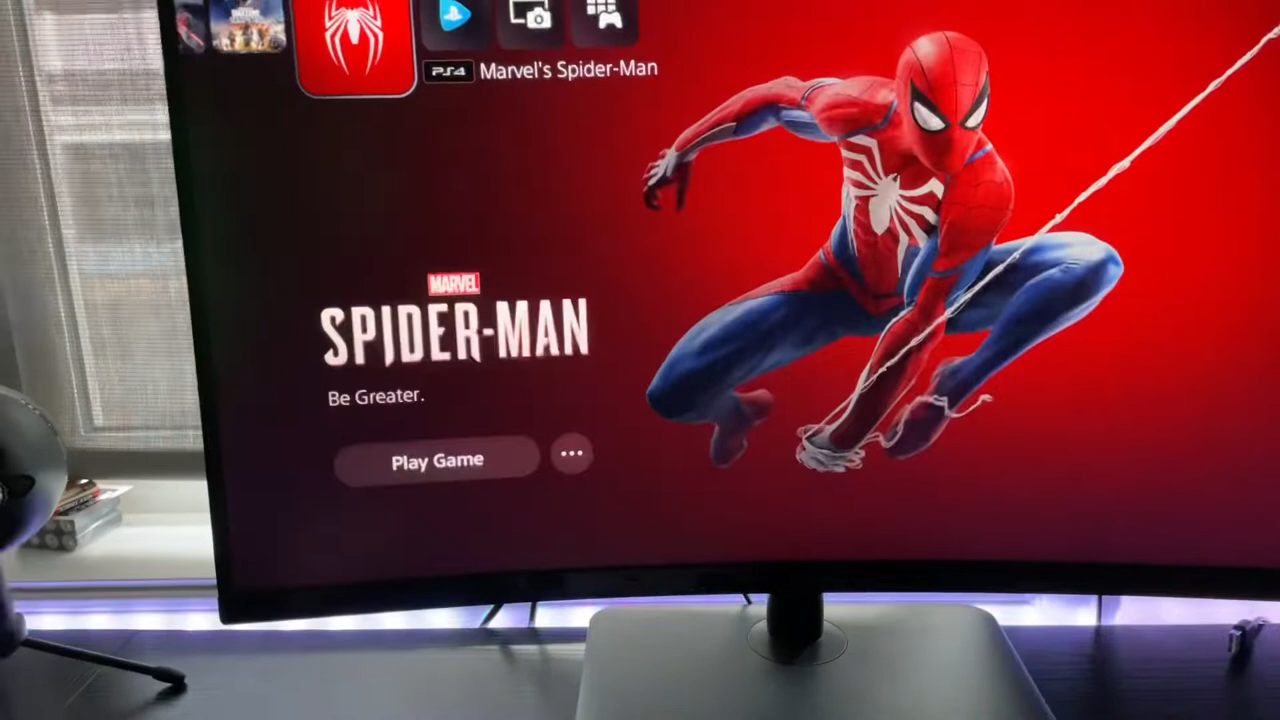 PS4 Marvel's Spider-Man
MARVEL
SPIDER-MAN
Be Greater.
Play Game